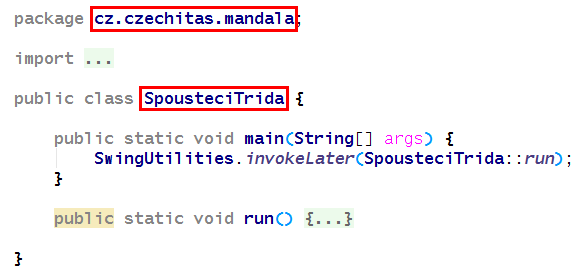 package cz.czechitas.mandala;
import ...
public class SpousteciTrida {
public static void main(String[] args) {
SwingUtilities.invokeLater(SpousteciTrida::run);
}
public static void run() {...}
}